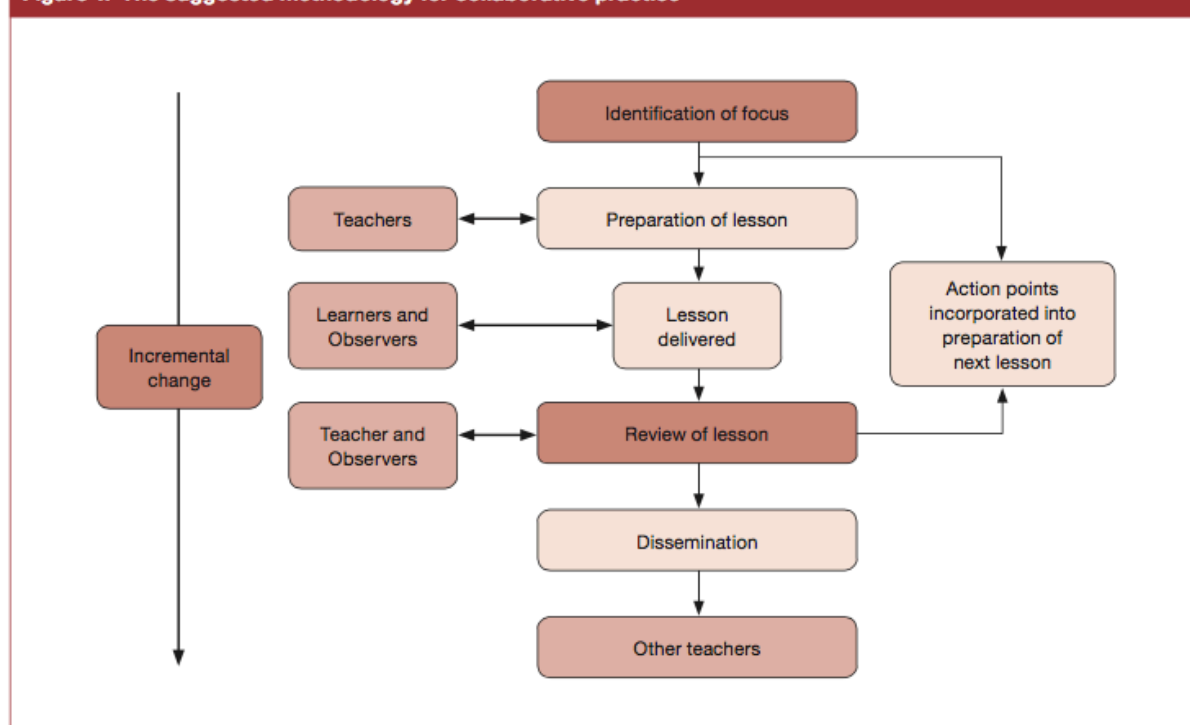 Identification of focus
Teachers
Preparation of lesson
Learners and
Observers
Lesson
delivered
Action points
incorporated into
preparation of
next lesson
Incremental
change
Teacher and
Observers
Review of lesson
Dissemination
Other teachers